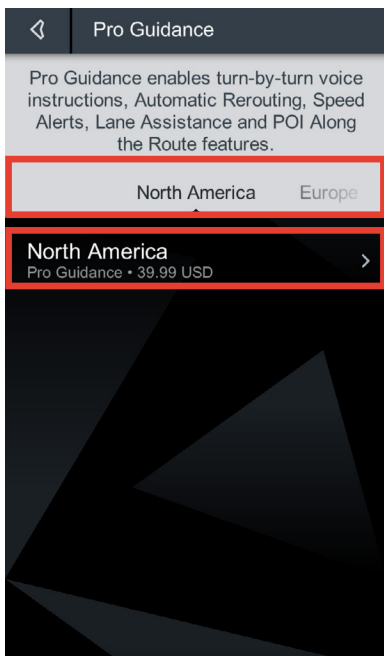 Pro Guidance
Pro Guidance enables turn-by-turn voice
instructions, Automatic Rerouting, Speed
Alerts, Lane Assistance and POI Along
the Route features.
North America Europe
North America
Pro Guidance • 39.99 USD